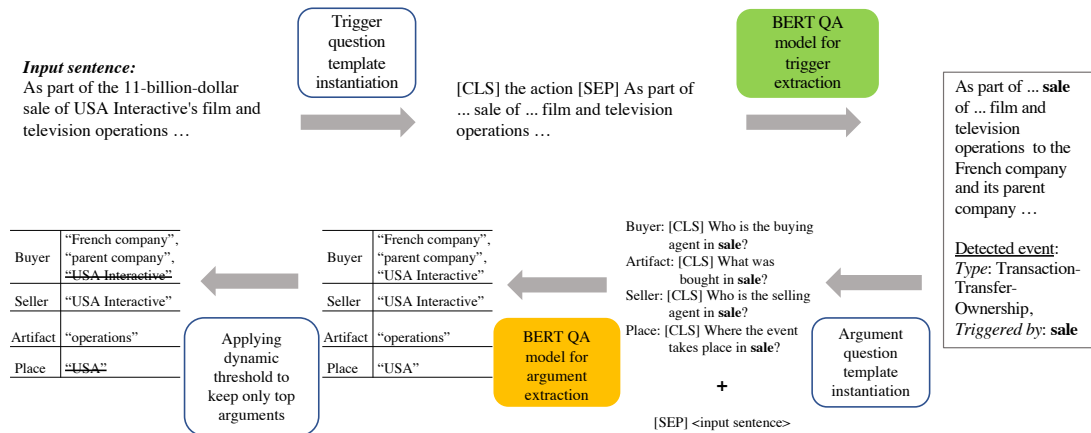 Trigger
question
template
instantiation
BERT QA
model for
trigger
extraction
Input sentence:
As part of the 11-billion-dollar
sale of USA Interactive's film and
television operations …
[CLS] the action [SEP] As part of
... sale of ... film and television
operations …
As part of ... sale
of ... film and
television
operations to the
French company
and its parent
company …
Detected event:
Type: Transaction-
Transfer-
Ownership,
Triggered by: sale
Buyer: [CLS] Who is the buying
agent in sale?
Artifact: [CLS] What was
bought in sale?
Seller: [CLS] Who is the selling
agent in sale?
Place: [CLS] Where the event
takes place in sale?
+
[SEP] <input sentence>
Argument
question
template
instantiation
BERT QA
model for
argument
extraction
Buyer
“French company”,
“parent company”,
“USA Interactive”
Seller “USA Interactive”
Artifact “operations”
Place “USA”
Applying
dynamic
threshold to
keep only top
arguments
Buyer
“French company”,
“parent company”,
“USA Interactive”
Seller “USA Interactive”
Artifact “operations”
Place “USA”